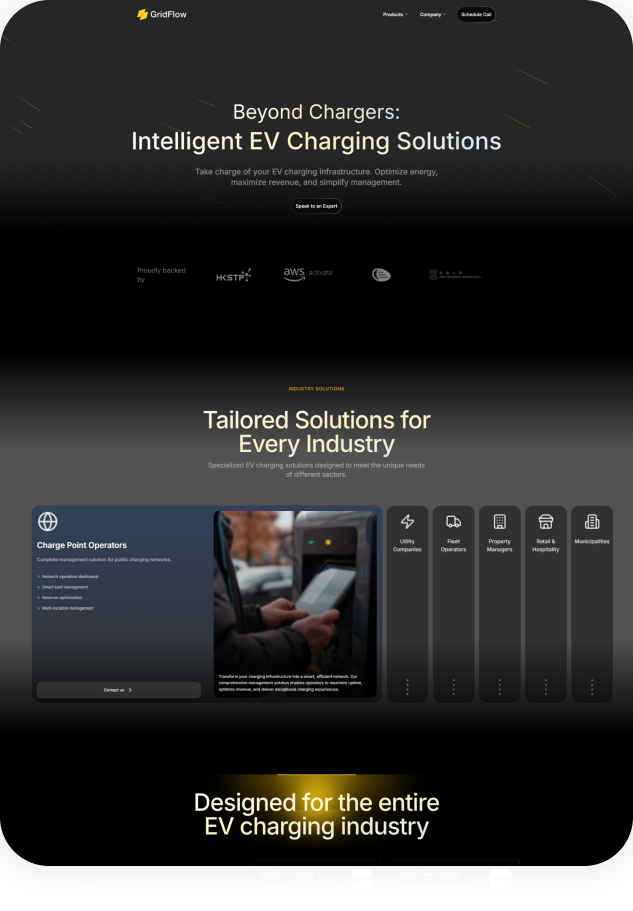 GridFlow
Products
Company
Schedule Call
Beyond Chargers:
Intelligent EV Charging Solutions
Take charge of your EV charging infrastructure. Optimize energy,
maximize revenue, and simplify management.
Speak to an Expert
Proudly backed
by
HKSTP
aws activate
INDUSTRY SOLUTIONS
Tailored Solutions for
Every Industry
Specialized EV charging solutions designed to meet the unique needs
of different sectors.
Charge Point Operators
Complete management solution for public charging networks.
Network operation dashboard
Smart load management
Revenue optimization
Multi-location management
Contact us
Transform your charging infrastructure into a smart, efficient network. Our
comprehensive management solution enables operators to maximize uptime,
optimize revenue, and deliver exceptional charging experiences.
Utility
Companies
Fleet
Operators
Property
Managers
Retail &
Hospitality
Municipalities
Designed for the entire
EV charging industry